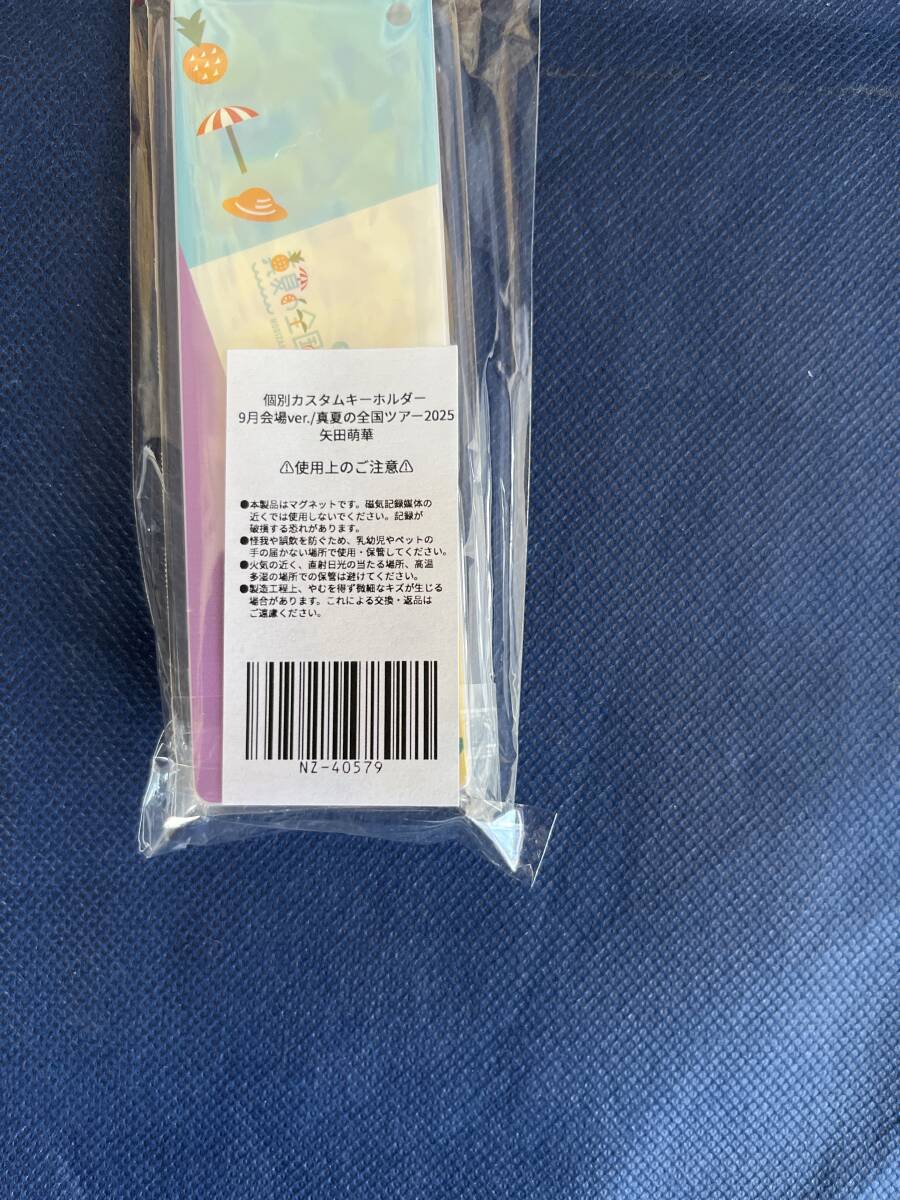 真夏の全国
個別カスタムキーホルダー
9月会場ver./真夏の全国ツアー2025
矢田萌華
⚠使用上のご注意⚠
●本製品はマグネットです。磁気記録媒体の
近くでは使用しないでください。記録が
破損する恐れがあります。
●怪我や誤飲を防ぐため、乳幼児やペットの
手の届かない場所で使用・保管してください。
●火気の近く、直射日光の当たる場所、高温
多湿の場所での保管は避けてください。
●製造工程上、やむを得ず微細なキズが生じる
場合があります。これによる交換・返品は
ご遠慮ください。
NZ-40579